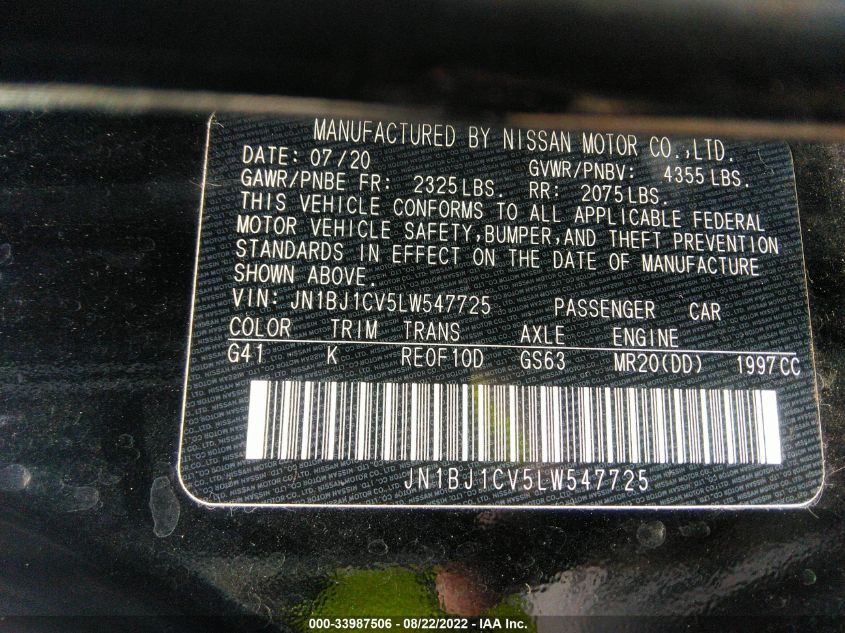 MANUFACTURED BY NISSAN MOTOR CO.,LTD.
DATE: 07/20 GVWR/PNBV: 4355 LBS.
GAWR/PNBE FR: 2325 LBS. RR: 2075 LBS.
THIS VEHICLE CONFORMS TO ALL APPLICABLE FEDERAL
MOTOR VEHICLE SAFETY,BUMPER,AND THEFT PREVENTION
STANDARDS IN EFFECT ON THE DATE OF MANUFACTURE
SHOWN ABOVE.
VIN: JN1BJ1CV5LW547725 PASSENGER CAR
COLOR TRIM TRANS AXLE ENGINE
G41 K RE0F10D GS63 MR20(DD) 1997CC
JN1BJ1CV5LW547725
000-33987506 - 08/22/2022 - IAA Inc.